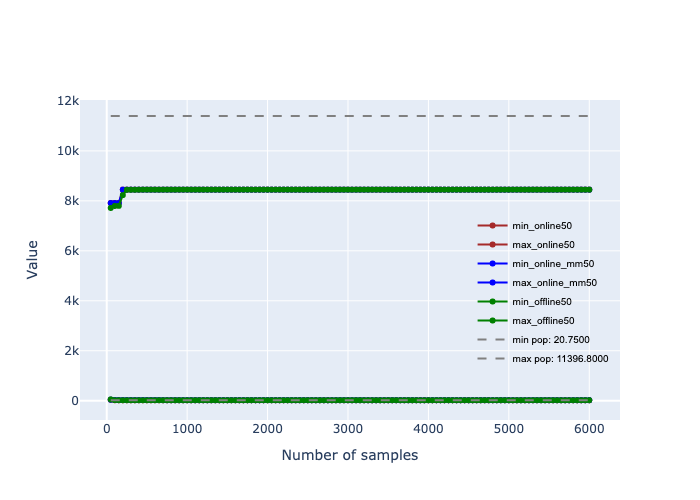 12k
10k
8k
6k
4k
2k
0
Value
min_online50
max_online50
min_online_mm50
max_online_mm50
min_offline50
max_offline50
min pop: 20.7500
max pop: 11396.8000
0 1000 2000 3000 4000 5000 6000
Number of samples